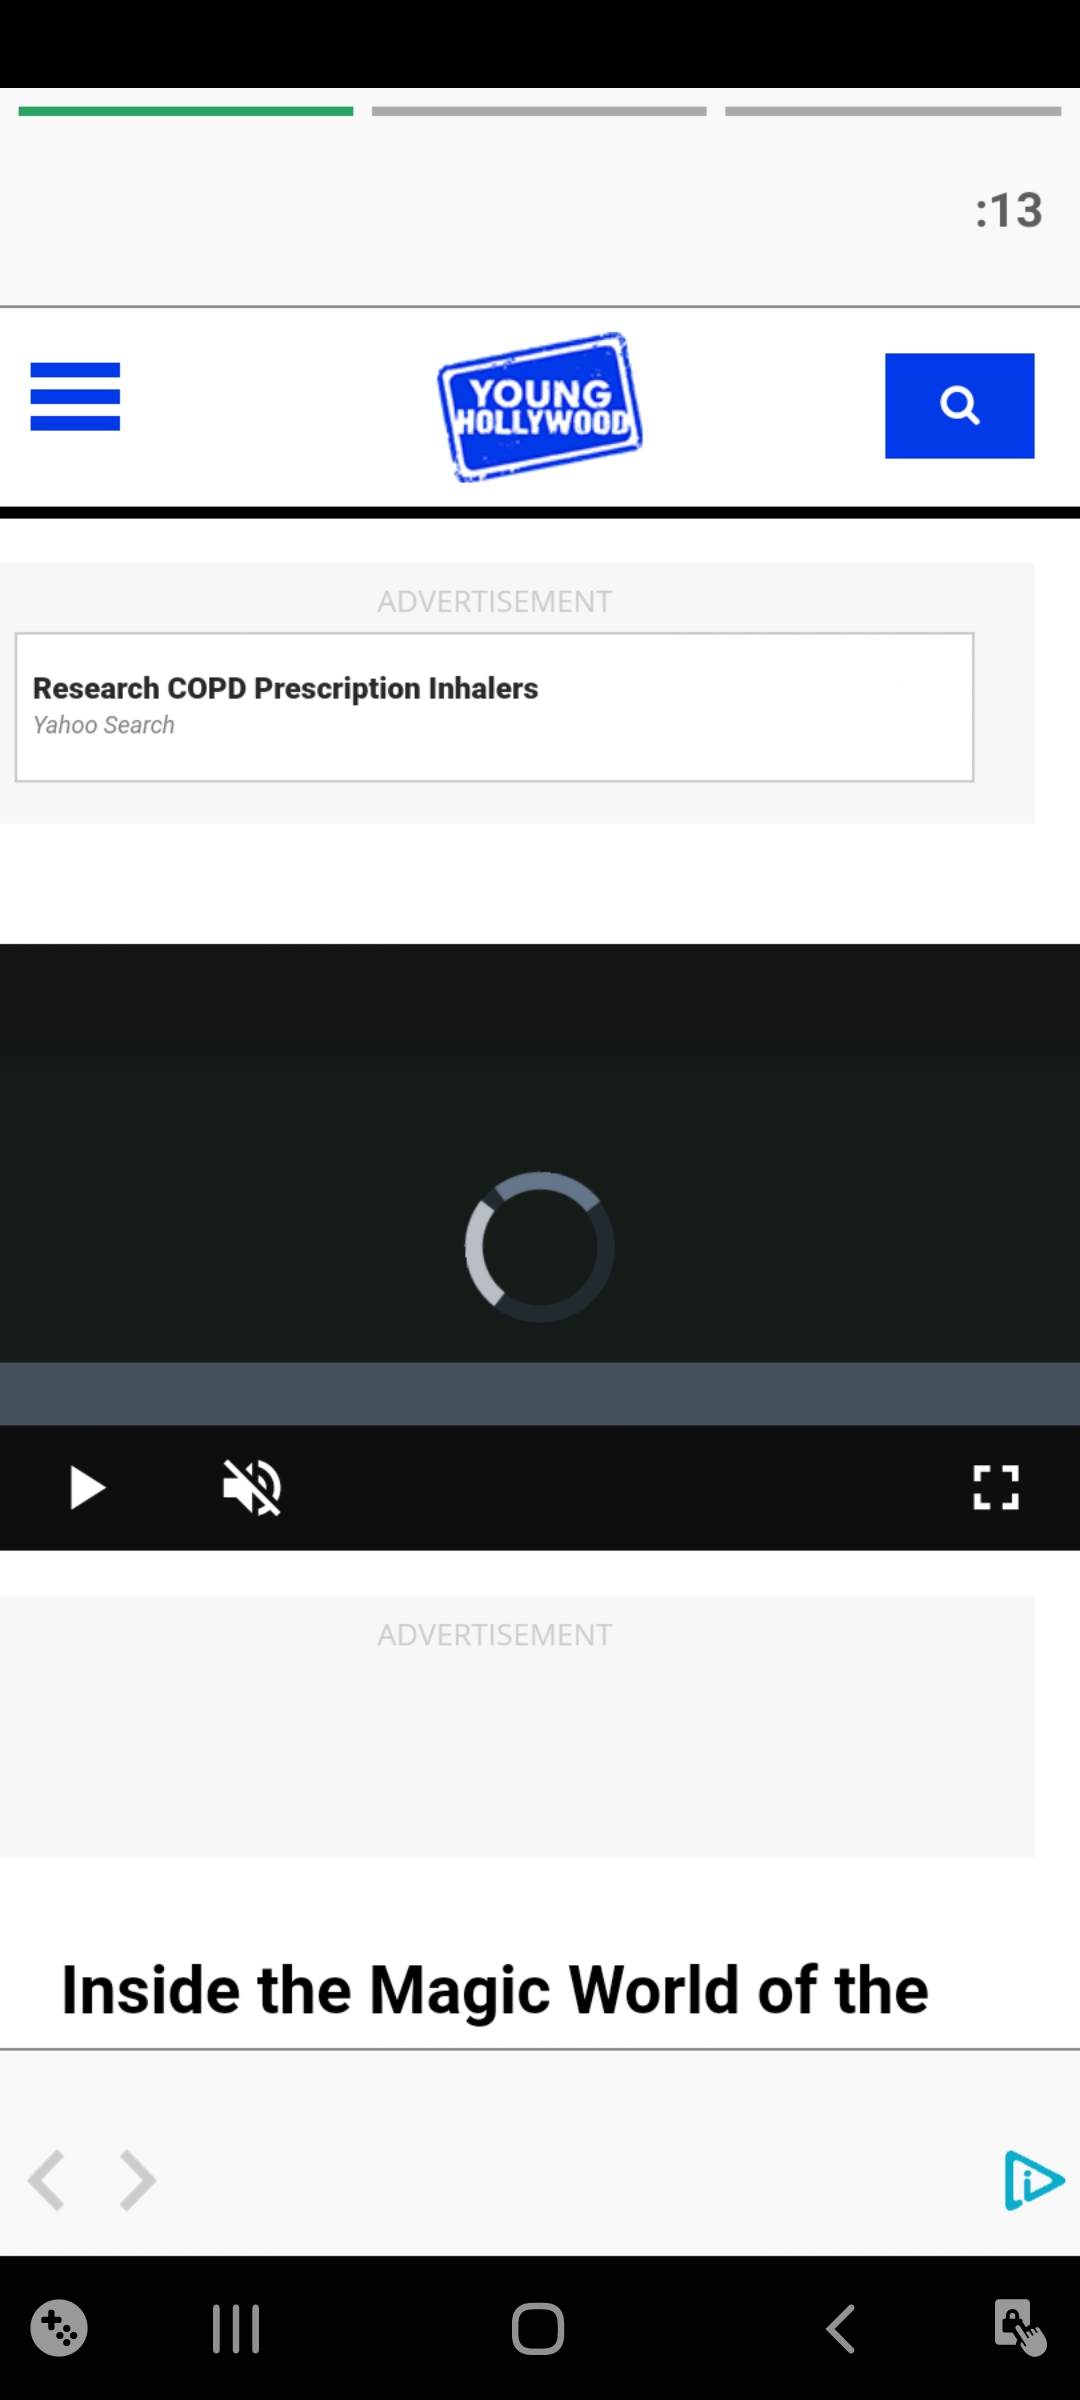 :13
YOUNG
HOLLYWOOD
ADVERTISEMENT
Research COPD Prescription Inhalers
Yahoo Search
ADVERTISEMENT
Inside the Magic World of the